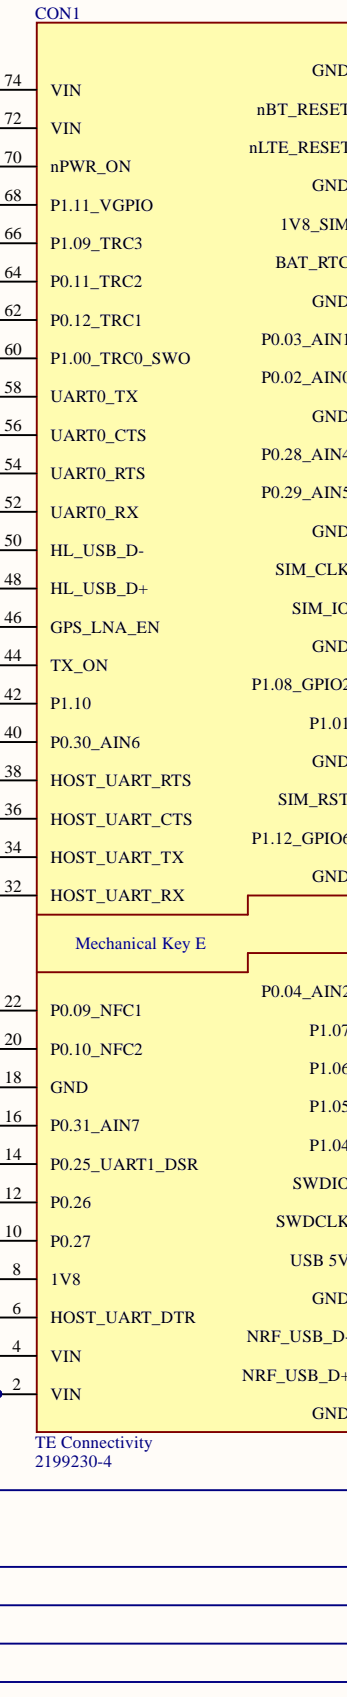 CON1
GND
74 VIN
nBT_RESET
72 VIN
nLTE_RESET
70 nPWR_ON
GND
68 P1.11_VGPIO
1V8_SIM
66 P1.09_TRC3
BAT_RTC
64 P0.11_TRC2
GND
62 P0.12_TRC1
P0.03_AIN1
60 P1.00_TRC0_SWO
P0.02_AIN0
58 UART0_TX
GND
56 UART0_CTS
P0.28_AIN4
54 UART0_RTS
P0.29_AIN5
52 UART0_RX
GND
50 HL_USB_D-
SIM_CLK
48 HL_USB_D+
SIM_IO
46 GPS_LNA_EN
GND
44 TX_ON
P1.08_GPIO2
42 P1.10
P1.01
40 P0.30_AIN6
GND
38 HOST_UART_RTS
SIM_RST
36 HOST_UART_CTS
P1.12_GPIO6
34 HOST_UART_TX
GND
32 HOST_UART_RX
Mechanical Key E
P0.04_AIN2
22 P0.09_NFC1
P1.07
20 P0.10_NFC2
P1.06
18 GND
P1.05
16 P0.31_AIN7
P1.04
14 P0.25_UART1_DSR
SWDIO
12 P0.26
SWDCLK
10 P0.27
USB 5V
8 1V8
GND
6 HOST_UART_DTR
NRF_USB_D-
4 VIN
NRF_USB_D+
2 VIN
GND
TE Connectivity
2199230-4